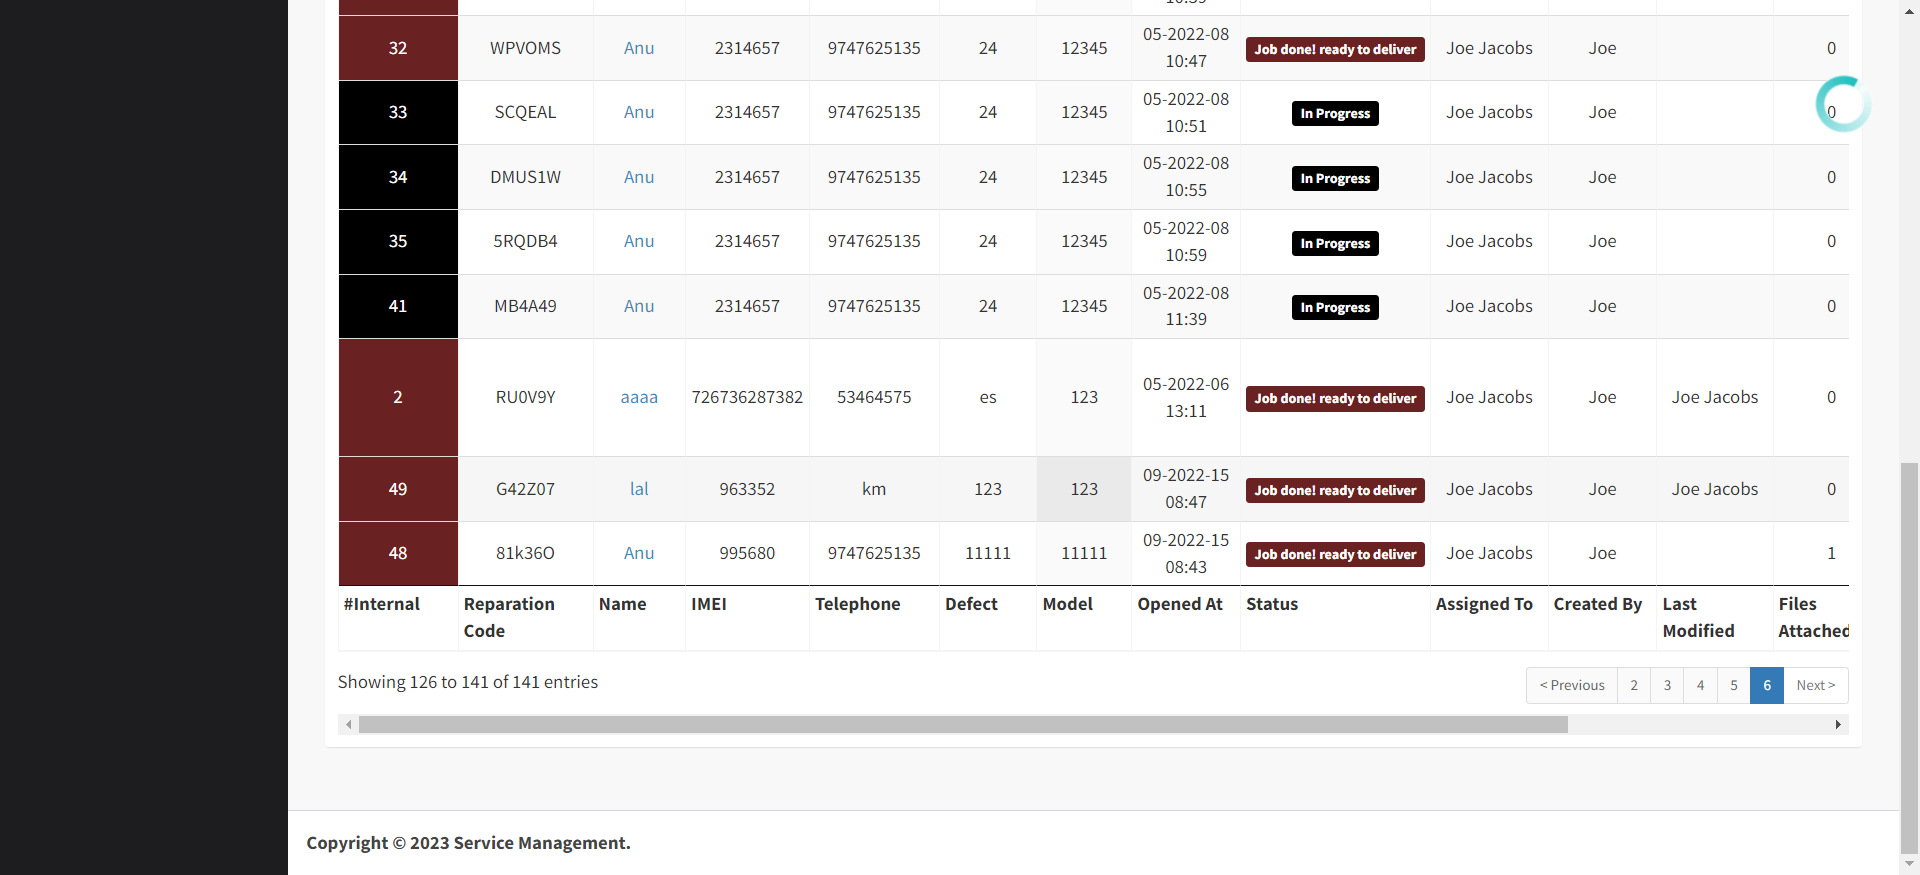 32 WPVOMS Anu 2314657 9747625135 24 12345 05-2022-08 10:47 Job done! ready to deliver Joe Jacobs Joe 0
33 SCQEAL Anu 2314657 9747625135 24 12345 05-2022-08 10:51 In Progress Joe Jacobs Joe 0
34 DMUS1W Anu 2314657 9747625135 24 12345 05-2022-08 10:55 In Progress Joe Jacobs Joe 0
35 5RQDB4 Anu 2314657 9747625135 24 12345 05-2022-08 10:59 In Progress Joe Jacobs Joe 0
41 MB4A49 Anu 2314657 9747625135 24 12345 05-2022-08 11:39 In Progress Joe Jacobs Joe 0
2 RU0V9Y aaaa 726736287382 53464575 es 123 05-2022-06 13:11 Job done! ready to deliver Joe Jacobs Joe Joe Jacobs 0
49 G42Z07 lal 963352 km 123 123 09-2022-15 08:47 Job done! ready to deliver Joe Jacobs Joe Joe Jacobs 0
48 81k36O Anu 995680 9747625135 11111 11111 09-2022-15 08:43 Job done! ready to deliver Joe Jacobs Joe 1
#Internal Reparation Code Name IMEI Telephone Defect Model Opened At Status Assigned To Created By Last Modified Files Attached
Showing 126 to 141 of 141 entries
< Previous 2 3 4 5 6 Next >
Copyright © 2023 Service Management.